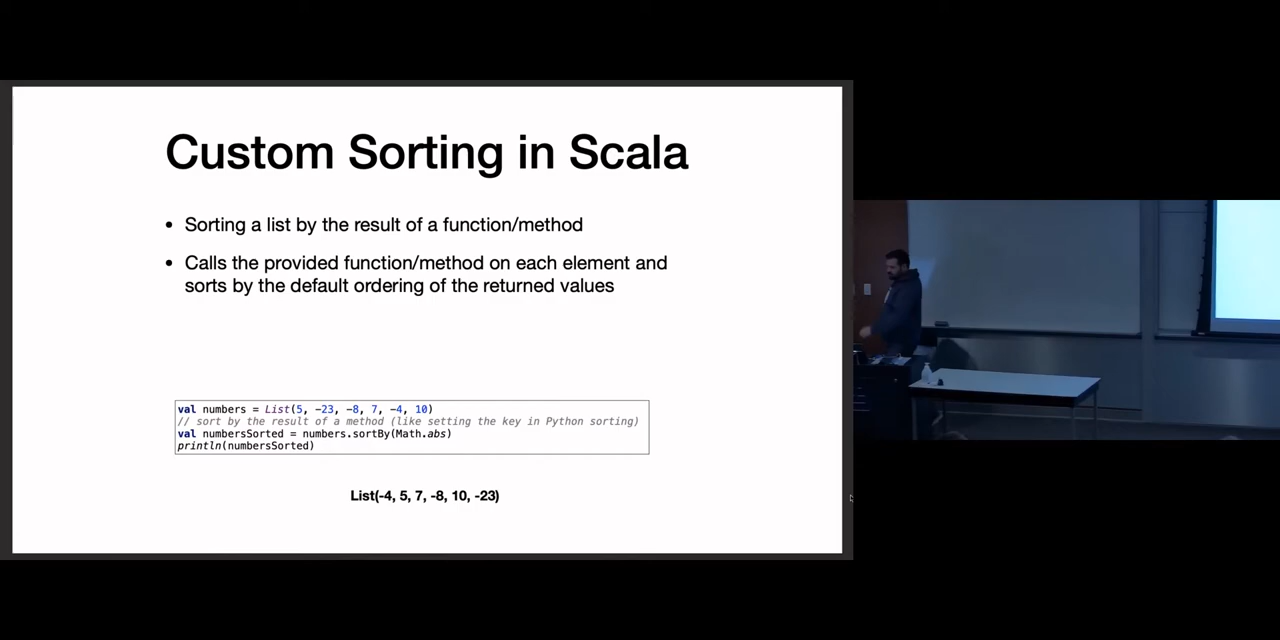 Custom Sorting in Scala
• Sorting a list by the result of a function/method
• Calls the provided function/method on each element and
sorts by the default ordering of the returned values
val numbers = List(5, -23, -8, 7, -4, 10)
// sort by the result of a method (like setting the key in Python sorting)
val numbersSorted = numbers.sortBy(Math.abs)
println(numbersSorted)
List(-4, 5, 7, -8, 10, -23)